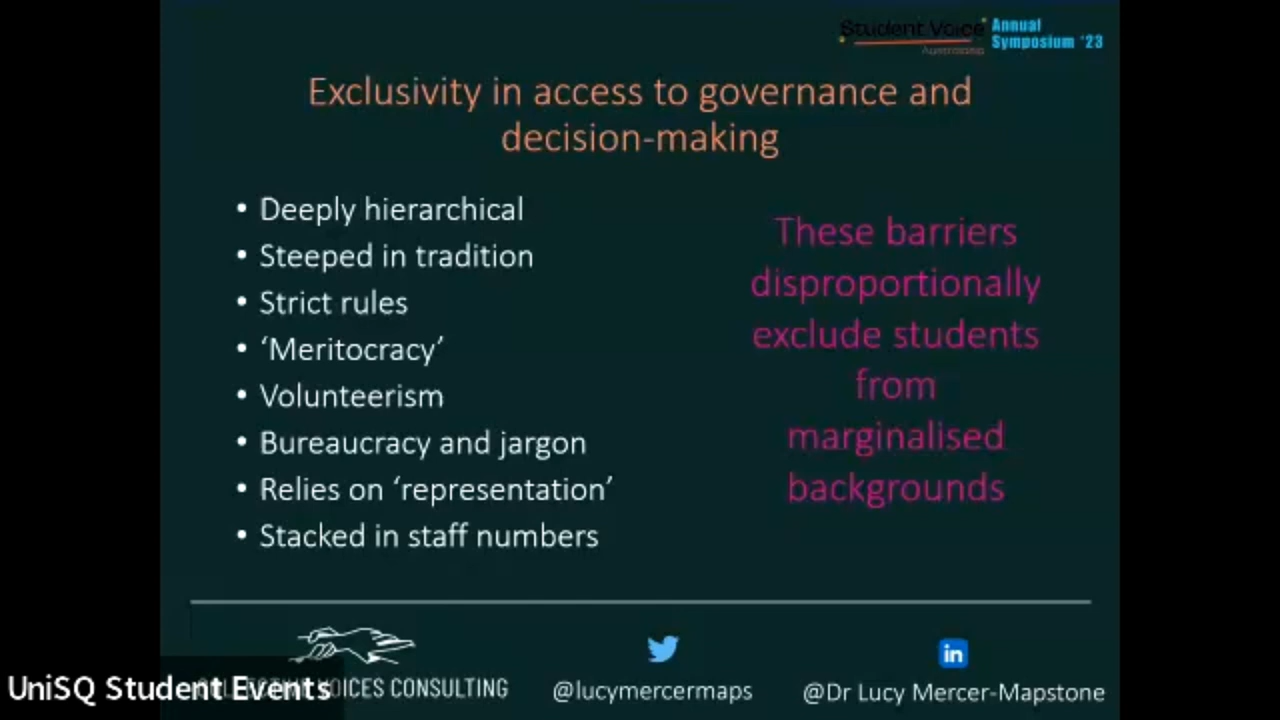 Student Voice
Australasia
Annual
Symptosium '23
Exclusivity in access to governance and
decision-making
• Deeply hierarchical
• Steeped in tradition
• Strict rules
• ‘Meritocracy’
• Volunteerism
• Bureaucracy and jargon
• Relies on ‘representation’
• Stacked in staff numbers
These barriers
disproportionally
exclude students
from
marginalised
backgrounds
VOICES CONSULTING
UniSQ Student Events
@lucymercermaps
in
@Dr Lucy Mercer-Mapstone